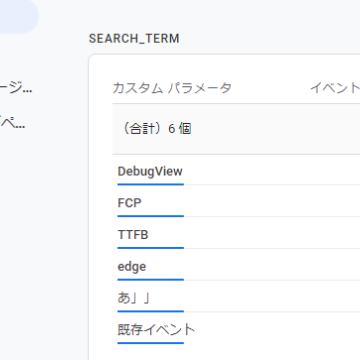 SEARCH_TERM
ージ...
ペ...
カスタム パラメータ
イベント
（合計）6 個
DebugView
FCP
TTFB
edge
あ」」
既存イベント